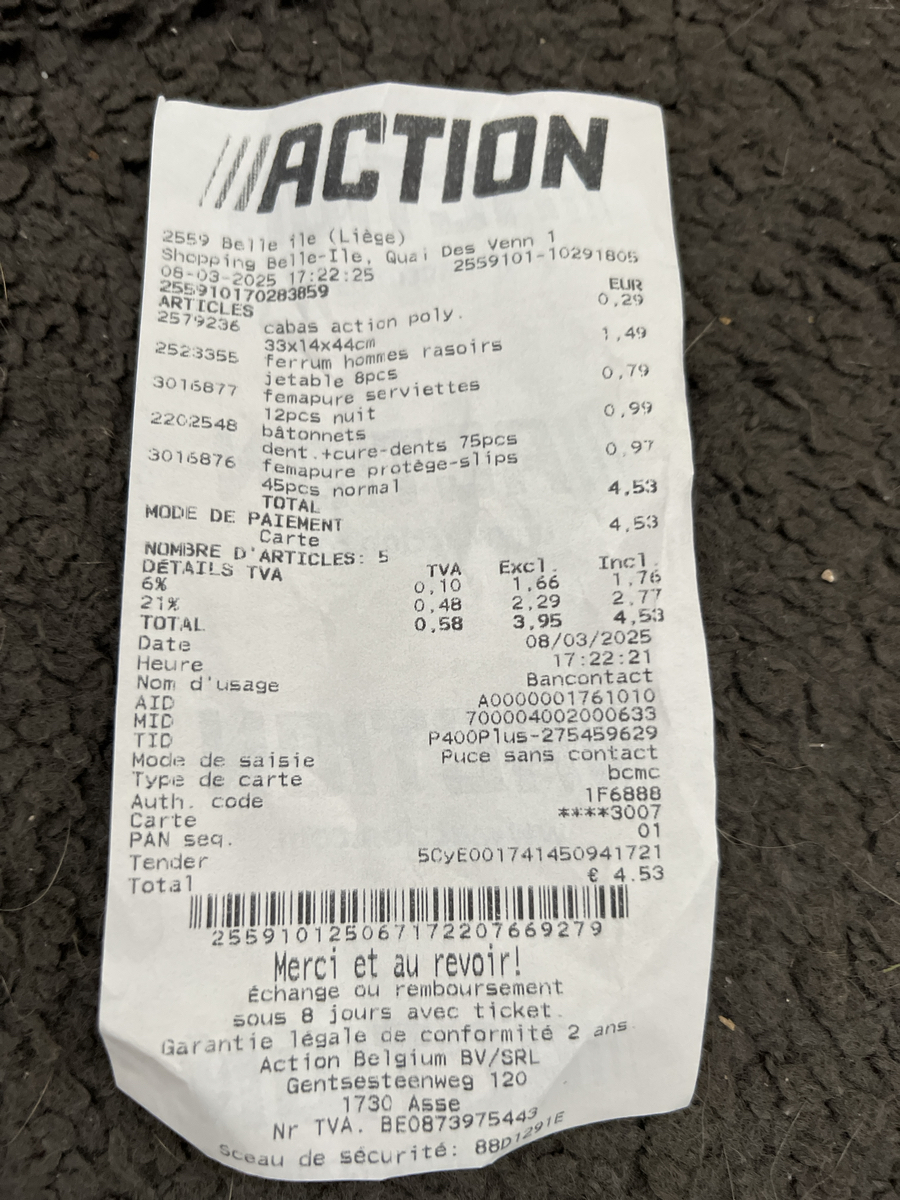 ///ACTION
2559 Belle île (Liège)
Shopping Belle-Ile, Quai Des Venn 1
08-03-2025 17:22:25 2559101-10291805
255910170283859
ARTICLES EUR
2579236 cabas action poly. 0,29
33x14x44cm
2523355 ferrum hommes rasoirs 1,49
jetable 8pcs
3016877 femapure serviettes 0,79
12pcs nuit
2202548 bâtonnets 0,99
dent.+cure-dents 75pcs
3016876 femapure protège-slips 0,97
45pcs normal
TOTAL 4,53
MODE DE PAIEMENT
Carte 4,53
NOMBRE D'ARTICLES: 5
DÉTAILS TVA TVA Excl. Incl.
6% 0,10 1,66 1,76
21% 0,48 2,29 2,77
TOTAL 0,58 3,95 4,53
Date 08/03/2025
Heure 17:22:21
Nom d'usage Bancontact
AID A0000001761010
MID 700004002000633
TID P400Plus-275459629
Mode de saisie Puce sans contact
Type de carte bcmc
Auth. code 1F6888
Carte ****3007
PAN seq. 01
Tender 5CyE001741450941721
Total € 4.53
255910125067172207669279
Merci et au revoir!
Échange ou remboursement
sous 8 jours avec ticket.
Garantie légale de conformité 2 ans.
Action Belgium BV/SRL
Gentsesteenweg 120
1730 Asse
Nr TVA. BE0873975443
Sceau de sécurité: 88D1291E